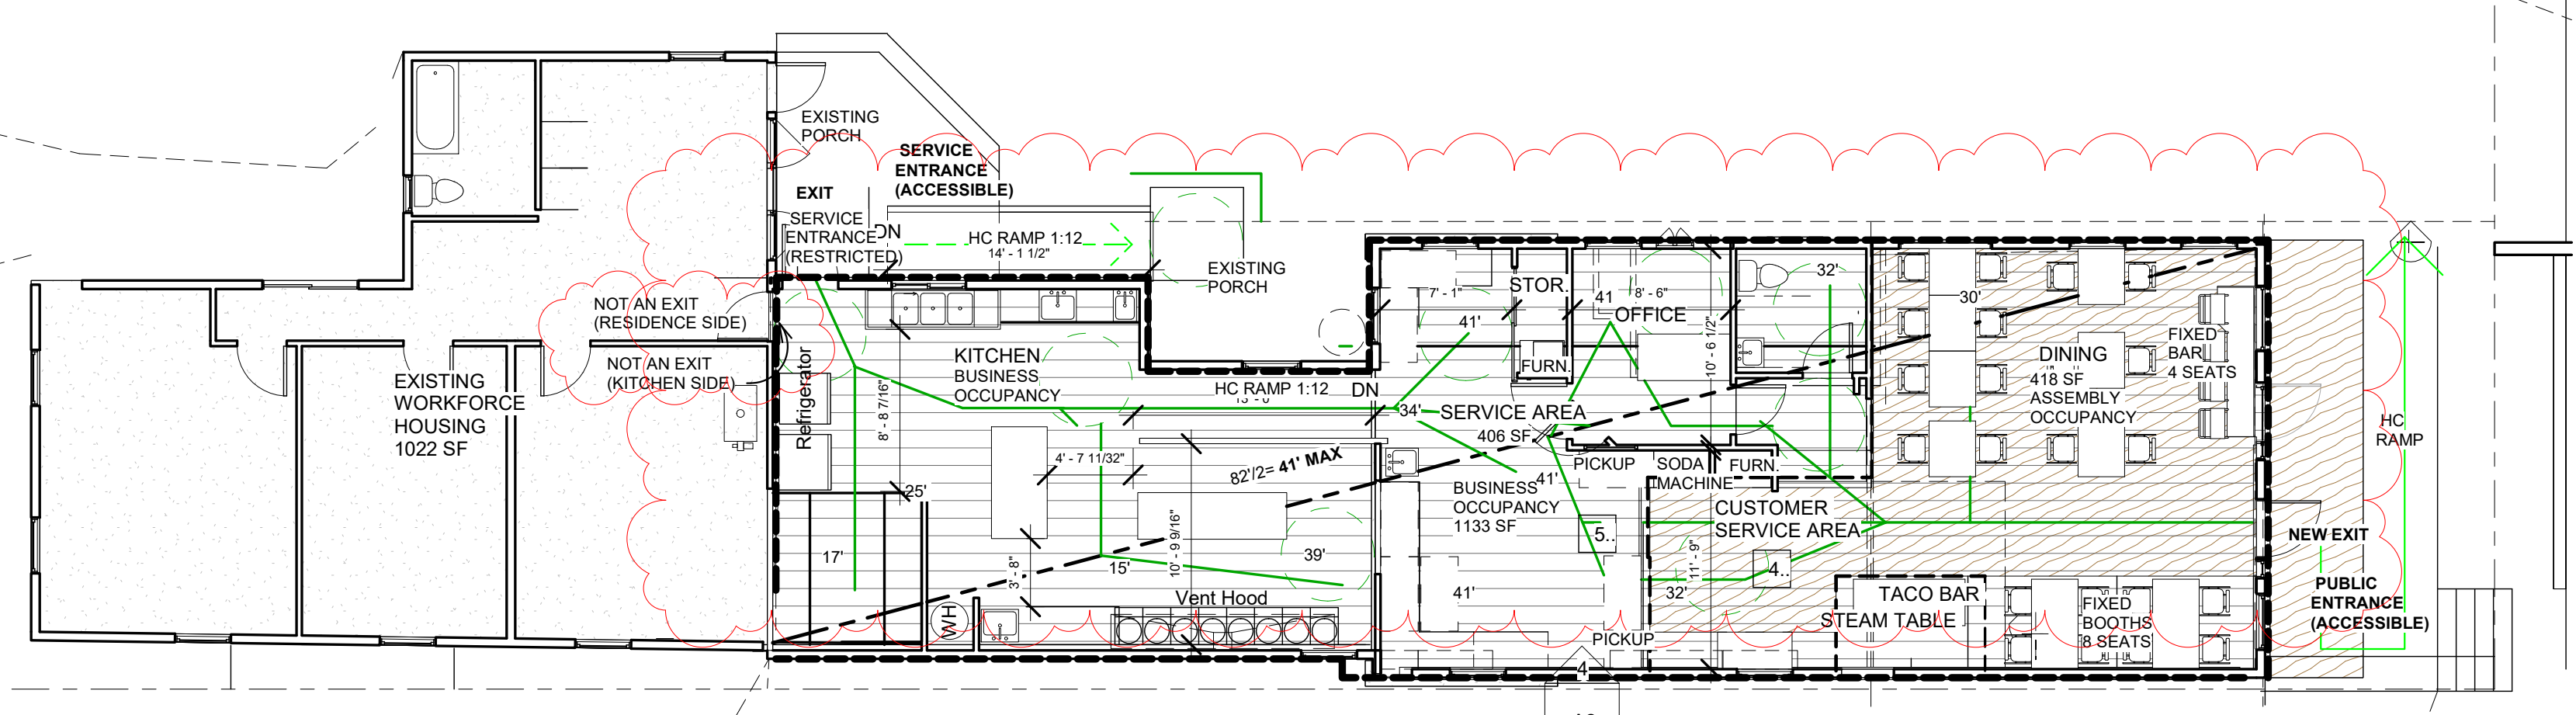 EXISTING
PORCH
SERVICE
ENTRANCE
(ACCESSIBLE)
EXIT
SERVICE
ENTRANCE
(RESTRICTED)
DN
HC RAMP 1:12
14' - 1 1/2"
EXISTING
PORCH
NOT AN EXIT
(RESIDENCE SIDE)
NOT AN EXIT
(KITCHEN SIDE)
EXISTING
WORKFORCE
HOUSING
1022 SF
Refrigerator
KITCHEN
BUSINESS
OCCUPANCY
8' - 8 7/16"
HC RAMP 1:12
DN
4' - 7 11/32"
82'/2= 41' MAX
25'
17'
3' - 8"
15'
10' - 9 9/16"
39'
WH
Vent Hood
7' - 1"
STOR.
41
8' - 6"
OFFICE
41'
FURN.
10' - 6 1/2"
32'
34'
SERVICE AREA
406 SF
PICKUP
SODA
MACHINE
FURN.
BUSINESS
OCCUPANCY
1133 SF
41'
5..
41'
CUSTOMER
SERVICE AREA
11' - 9"
32'
4..
PICKUP
4
TACO BAR
STEAM TABLE
30'
DINING
418 SF
ASSEMBLY
OCCUPANCY
FIXED
BAR
4 SEATS
FIXED
BOOTHS
8 SEATS
HC
RAMP
NEW EXIT
PUBLIC
ENTRANCE
(ACCESSIBLE)